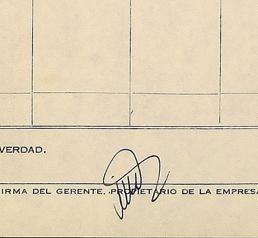 VERDAD.
IRMA DEL GERENTE, PROPIETARIO DE LA EMPRESA